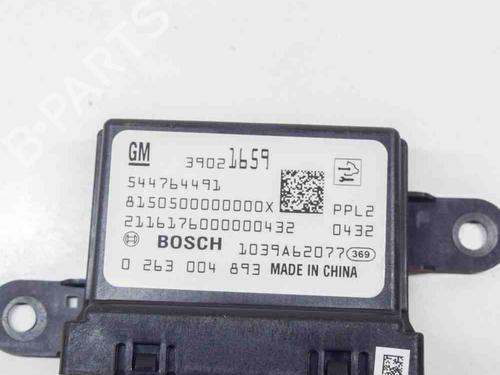 GM 39021659
544764491
8150500000000X PPL2
2116176000000432 0432
BOSCH 1039A62077 369
0 263 004 893 MADE IN CHINA
B-PARTS